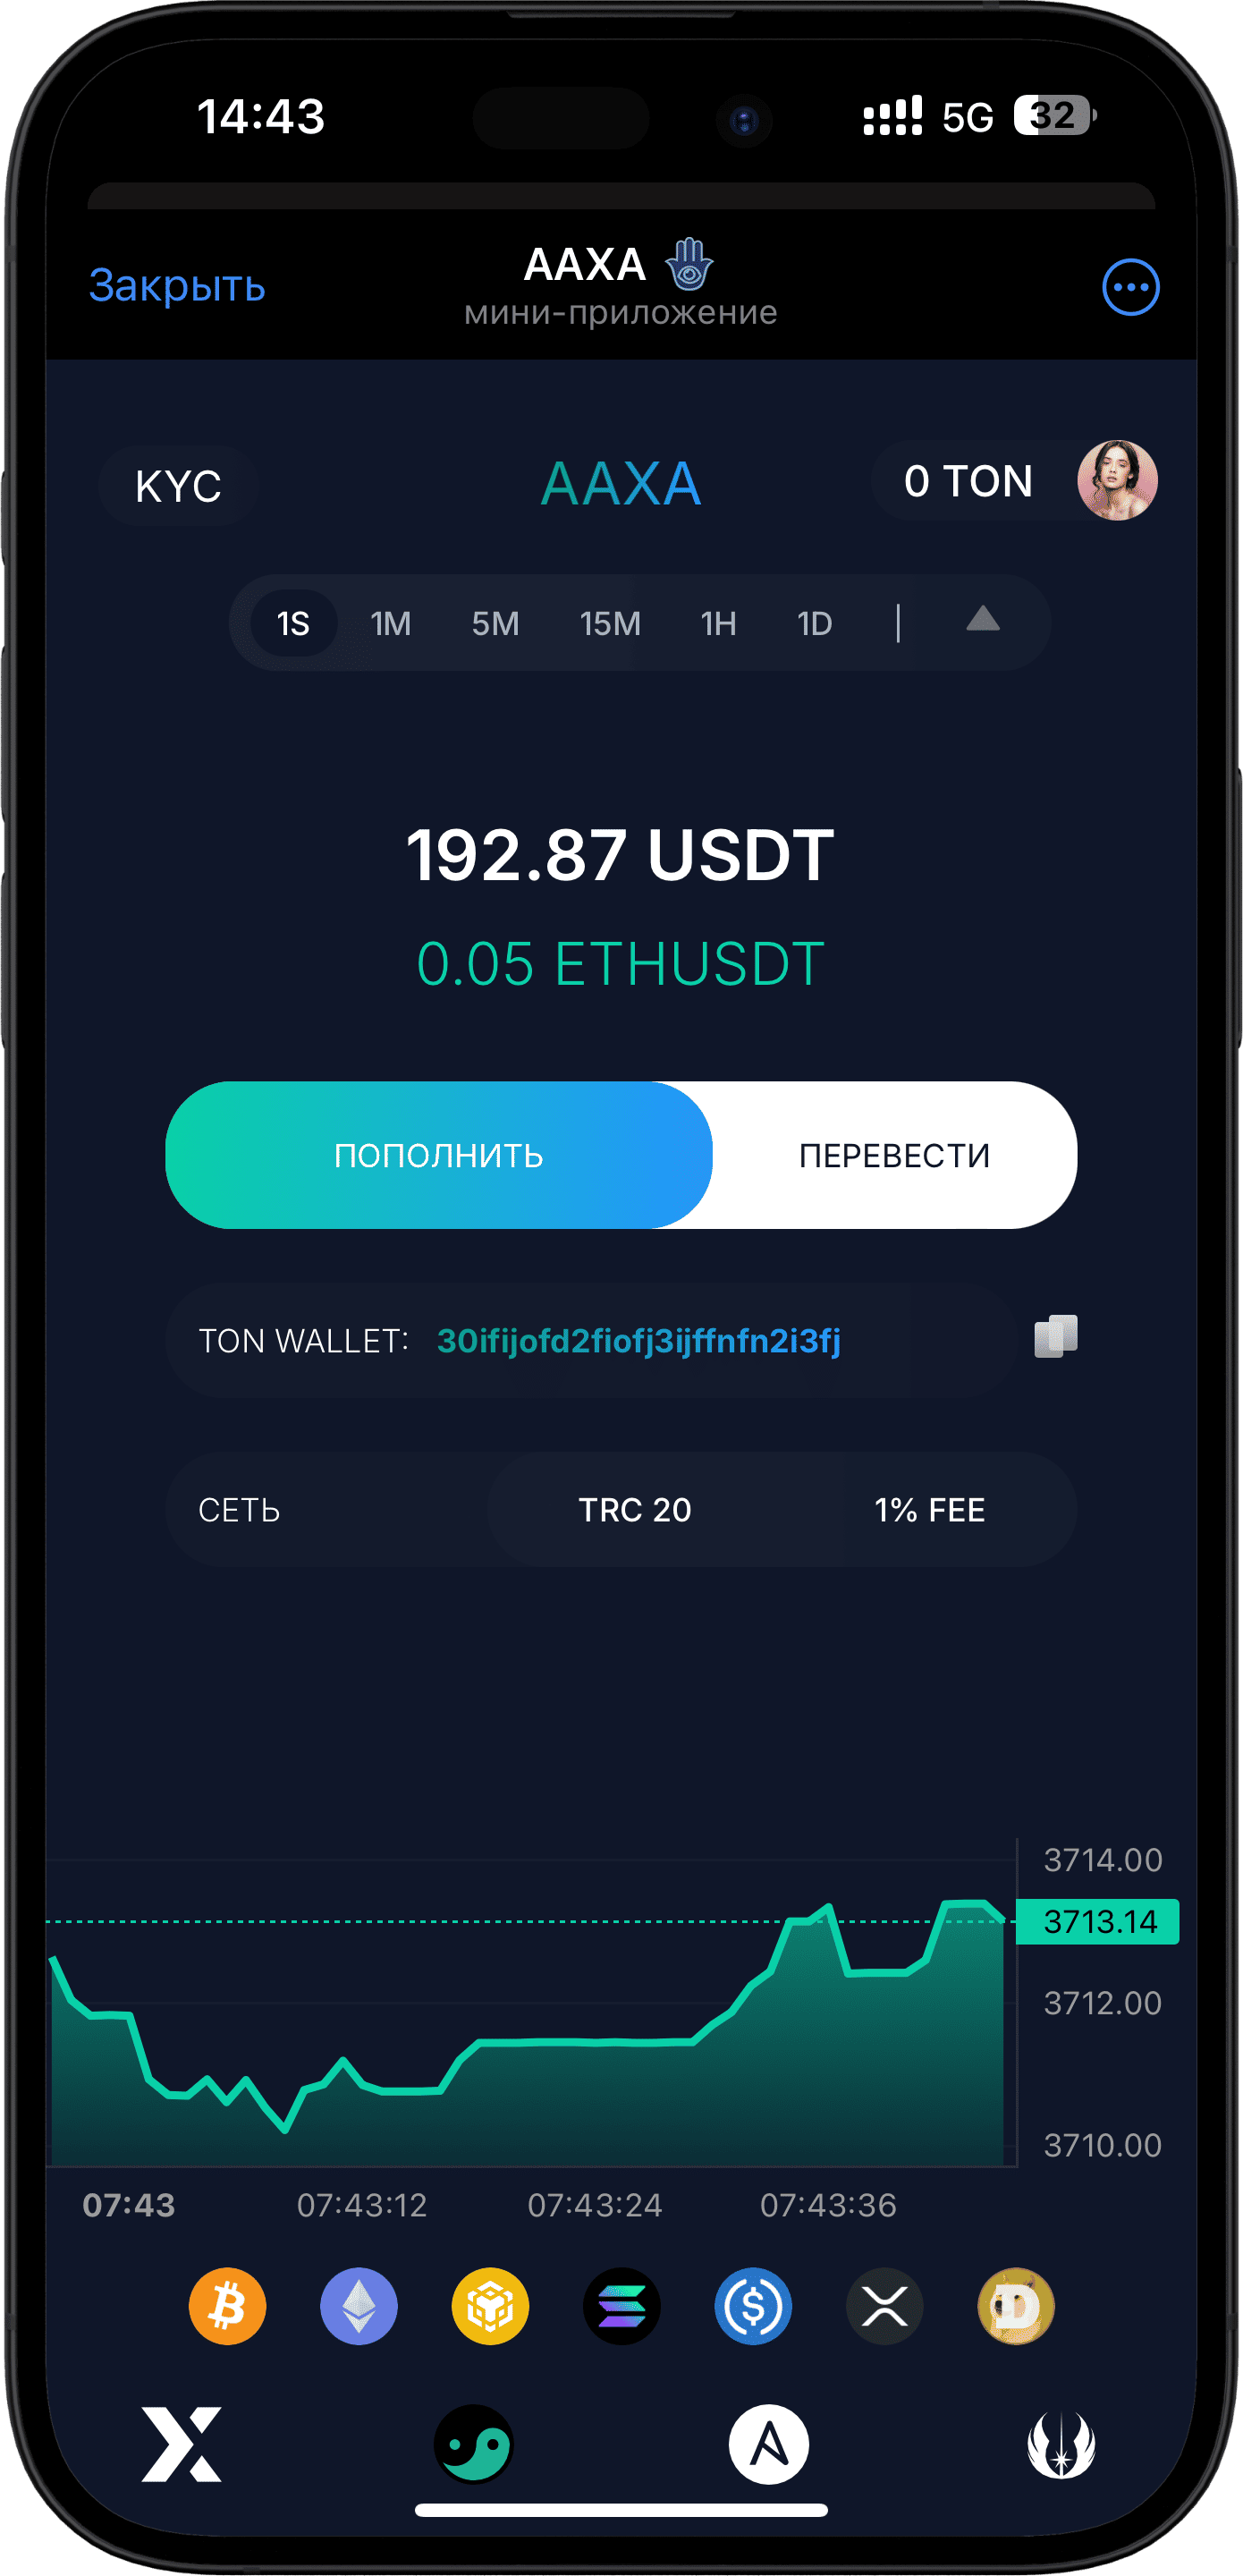 14:43 5G 32
Закрыть
AAXA
мини-приложение
KYC
AAXA
0 TON
1S 1M 5M 15M 1H 1D |
192.87 USDT
0.05 ETHUSDT
ПОПОЛНИТЬ ПЕРЕВЕСТИ
TON WALLET: 30ifijofd2fiofj3ijffnfn2i3fj
СЕТЬ TRC 20 1% FEE
3714.00
3713.14
3712.00
3710.00
07:43 07:43:12 07:43:24 07:43:36